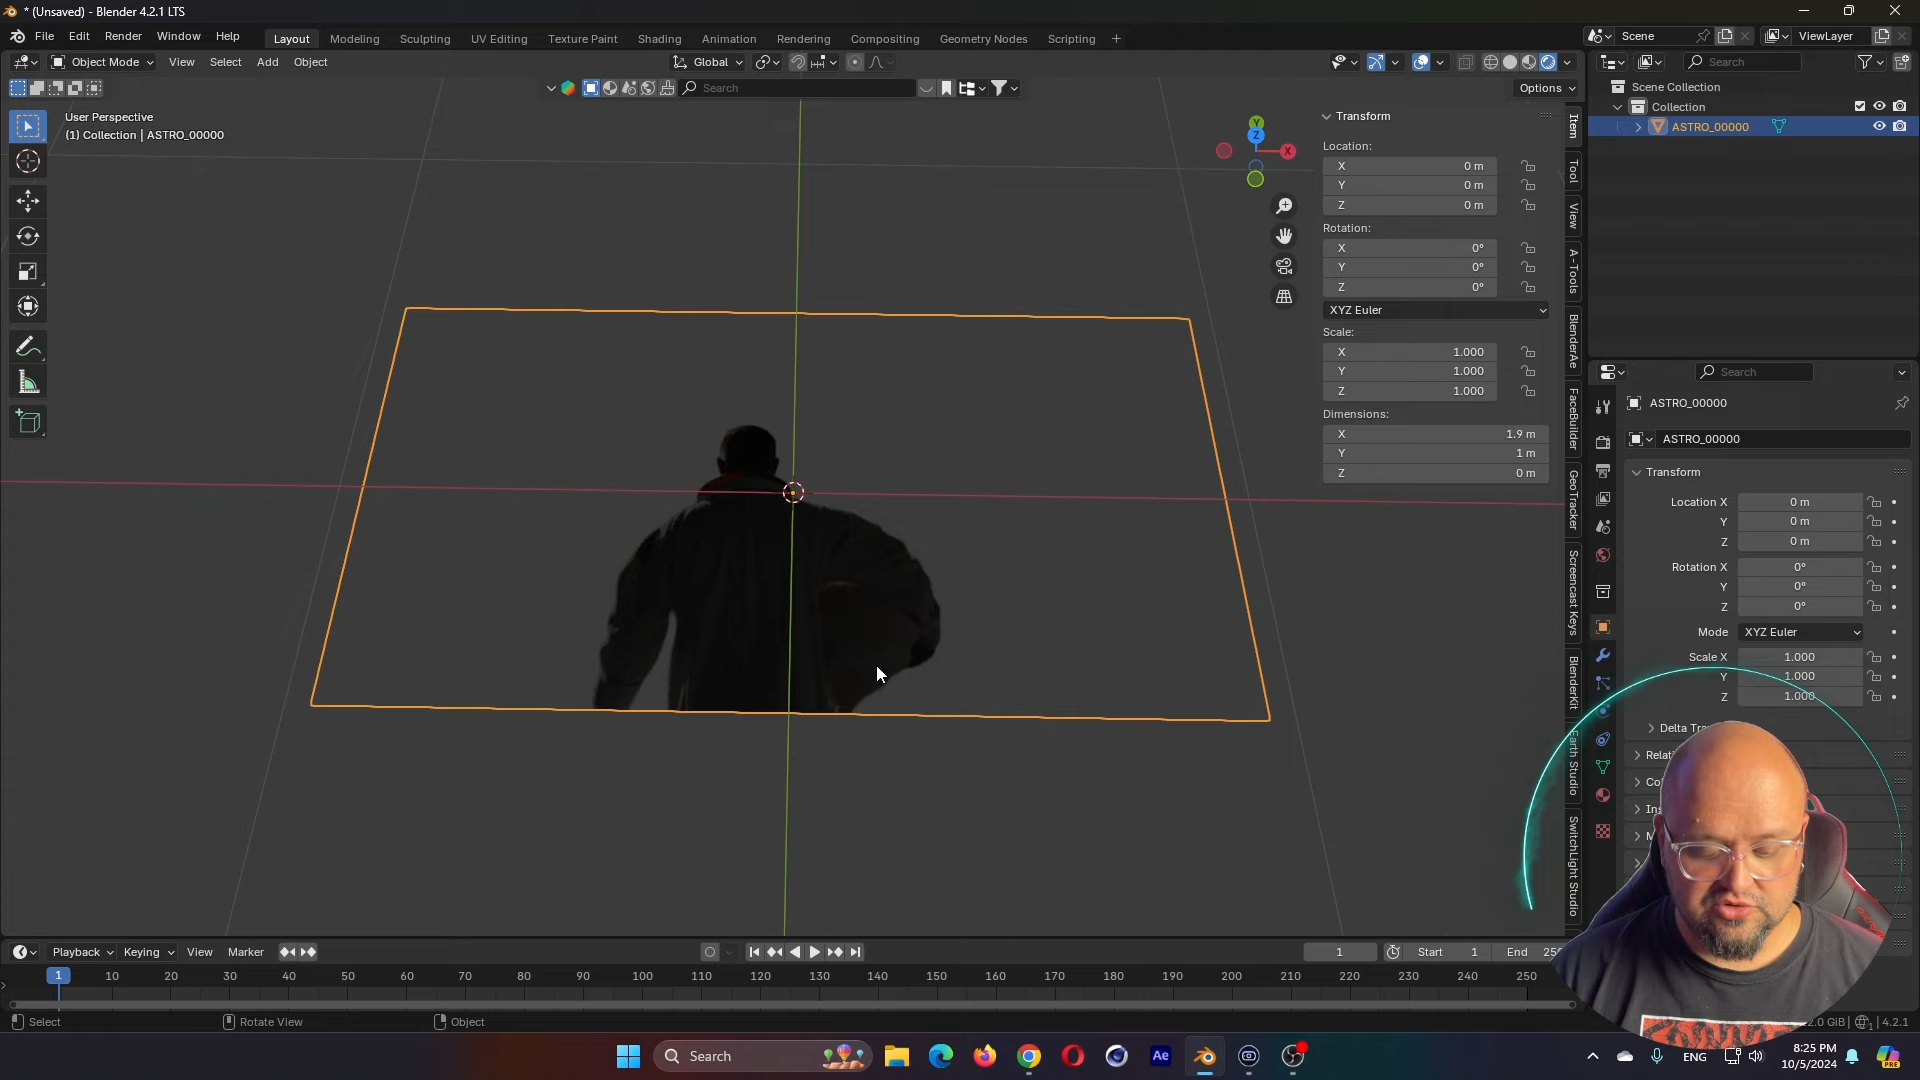 * (Unsaved) - Blender 4.2.1 LTS
File Edit Render Window Help Layout Modeling Sculpting UV Editing Texture Paint Shading Animation Rendering Compositing Geometry Nodes Scripting + Scene ViewLayer
Object Mode View Select Add Object Global Search
Search Options
User Perspective
(1) Collection | ASTRO_00000
Scene Collection
Collection
ASTRO_00000
Y
Z
X
Transform
Location:
X 0 m
Y 0 m
Z 0 m
Rotation:
X 0°
Y 0°
Z 0°
XYZ Euler
Scale:
X 1.000
Y 1.000
Z 1.000
Dimensions:
X 1.9 m
Y 1 m
Z 0 m
Item
Tool
View
A-Tools
BlenderAe
FaceBuilder
GeoTracker
Screencast Keys
BlenderKit
Earth Studio
SwitchLight Studio
Search
ASTRO_00000
ASTRO_00000
Transform
Location X 0 m
Y 0 m
Z 0 m
Rotation X 0°
Y 0°
Z 0°
Mode XYZ Euler
Scale X 1.000
Y 1.000
Z 1.000
Delta Tra
Relati
Co
Ins
M
Playback Keying View Marker 1 Start 1 End
1 10 20 30 40 50 60 70 80 90 100 110 120 130 140 150 160 170 180 190 200 210 220 230 240 250
Select Rotate View Object
GiB | 4.2.1
Search Ae ENG 8:25 PM
10/5/2024 PRE